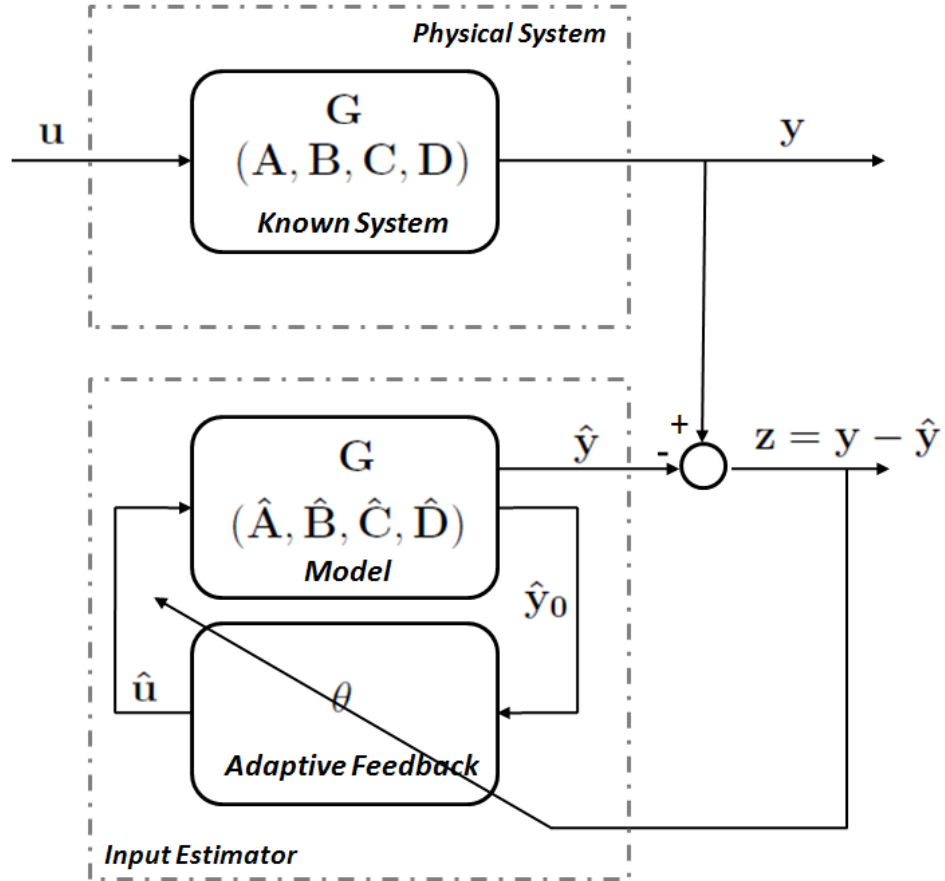 Physical System
G
u
y
(A, B, C, D)
Known System
+
z = y − ŷ
ŷ
-
G
(Â, B̂, Ĉ, D̂)
Model
ŷ₀
û
θ
Adaptive Feedback
Input Estimator